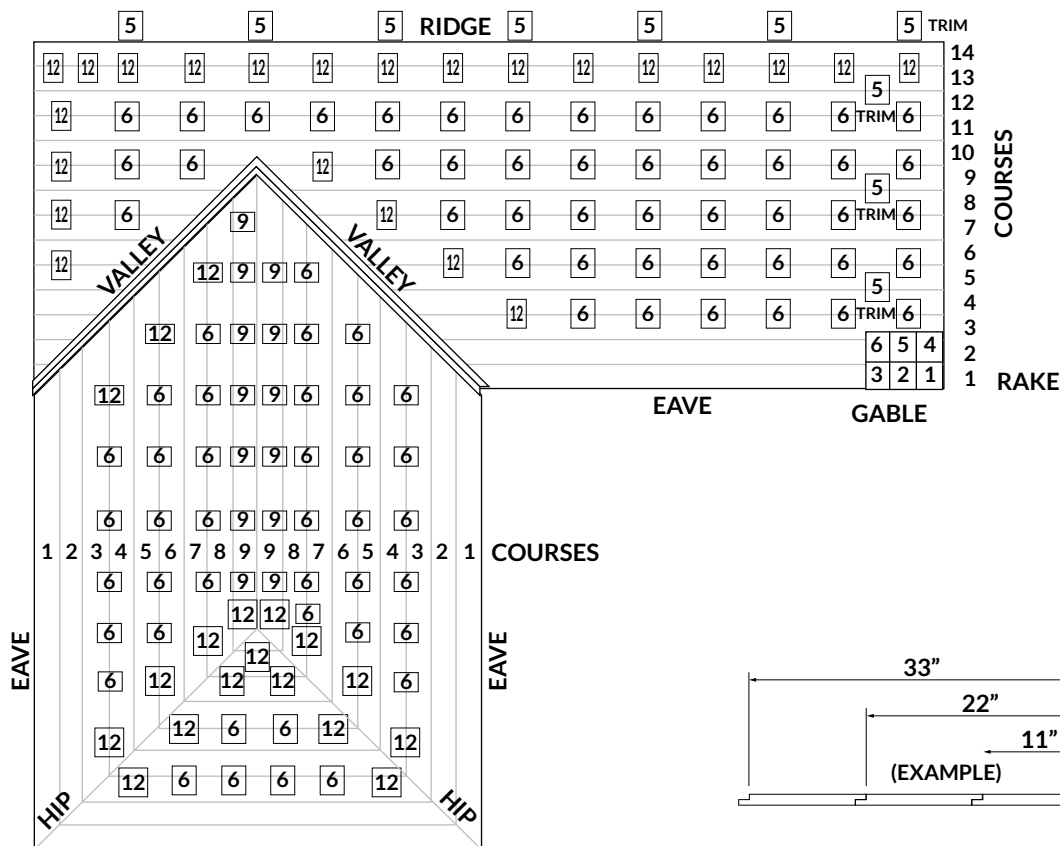 5 5 5 RIDGE 5 5 5 5 TRIM
14
12 12 12 12 12 12 12 12 12 12 12 12 12 12 12
13
5
12
12 6 6 6 6 6 6 6 6 6 6 6 6 TRIM 6
11
10
12 6 6 12 6 6 6 6 6 6 6 6 6
9
5
8
12 6 12 6 6 6 6 6 6 6 TRIM 6
7
COURSES
9
VALLEY VALLEY
6
12 12 6 6 6 6 6 6 6
12 9 9 6
5
5
4
12 6 6 6 6 6 TRIM 6
3
12 6 9 9 6 6
6 5 4
2
3 2 1
1 RAKE
12 6 6 9 9 6 6 6
EAVE
GABLE
6 6 6 9 9 6 6 6
6 6 6 9 9 6 6 6
1 2 3 4 5 6 7 8 9 9 8 7 6 5 4 3 2 1 COURSES
6 6 6 9 9 6 6 6
12 12 6
6 6 12 12 6 6
12
EAVE EAVE
6 12 12 12 12 6
33”
22”
12 12 6 6 12 12
11”
(EXAMPLE)
12 6 6 6 6 12
HIP HIP